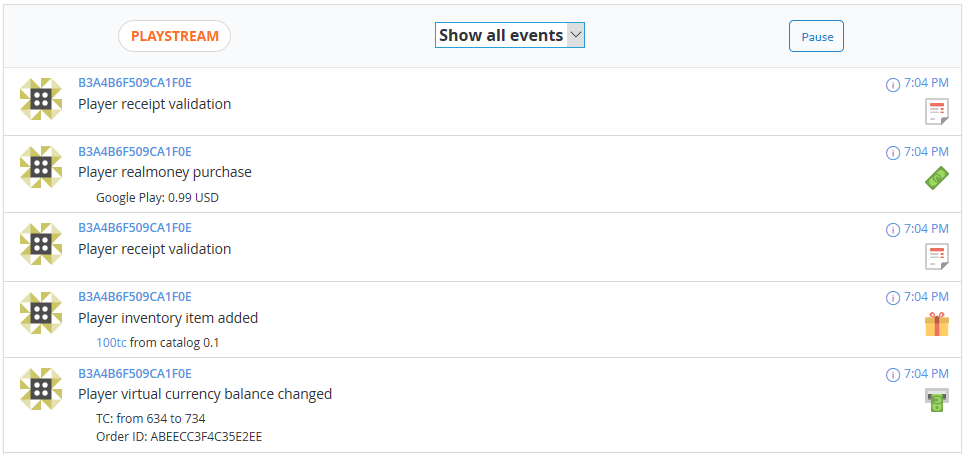 PLAYSTREAM
Show all events
Pause
B3A4B6F509CA1F0E
7:04 PM
Player receipt validation
B3A4B6F509CA1F0E
7:04 PM
Player realmoney purchase
Google Play: 0.99 USD
B3A4B6F509CA1F0E
7:04 PM
Player receipt validation
B3A4B6F509CA1F0E
7:04 PM
Player inventory item added
100tc from catalog 0.1
B3A4B6F509CA1F0E
7:04 PM
Player virtual currency balance changed
TC: from 634 to 734
Order ID: ABEECC3F4C35E2EE